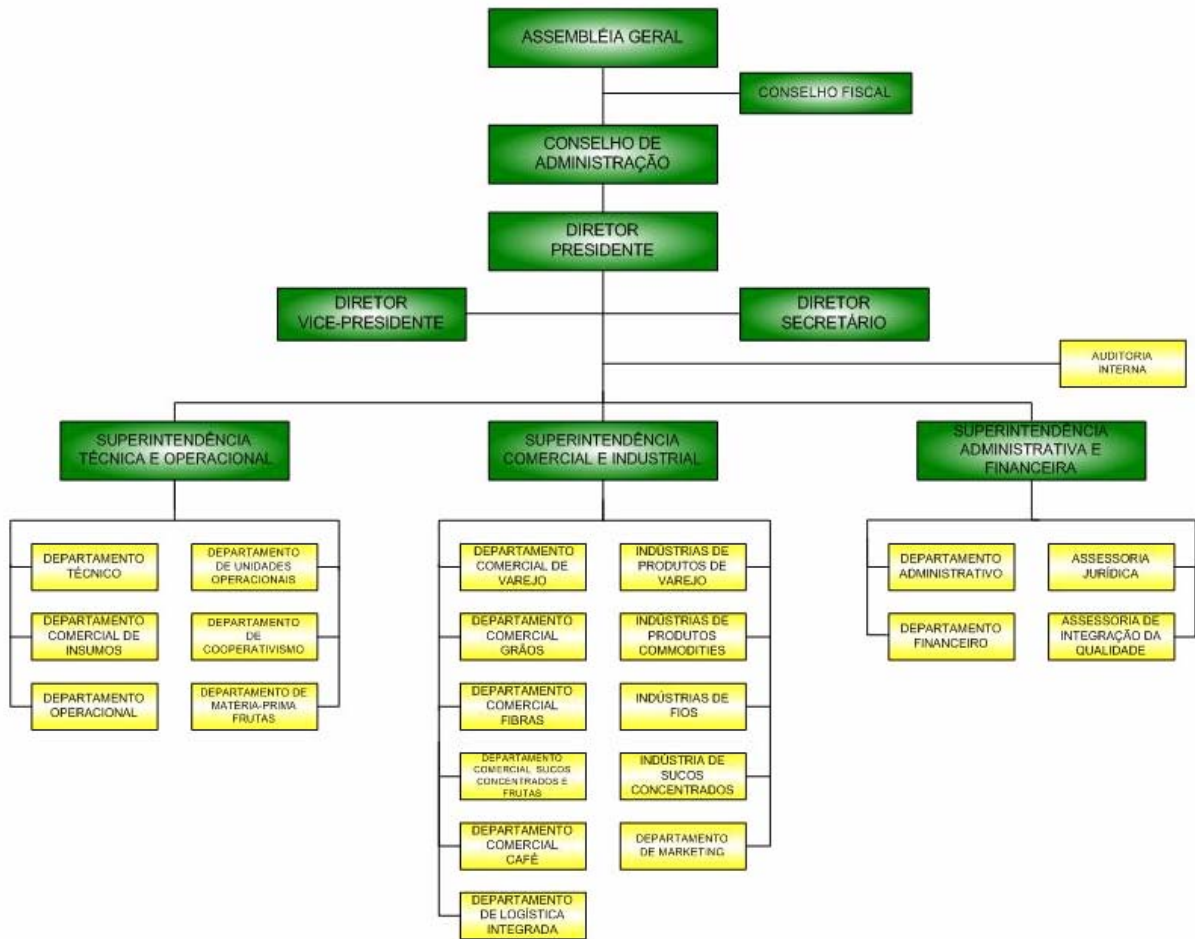 ASSEMBLÉIA GERAL
CONSELHO FISCAL
CONSELHO DE
ADMINISTRAÇÃO
DIRETOR
PRESIDENTE
DIRETOR
VICE-PRESIDENTE
DIRETOR
SECRETÁRIO
AUDITORIA
INTERNA
SUPERINTENDÊNCIA
TÉCNICA E OPERACIONAL
SUPERINTENDÊNCIA
COMERCIAL E INDUSTRIAL
SUPERINTENDÊNCIA
ADMINISTRATIVA E
FINANCEIRA
DEPARTAMENTO
TÉCNICO
DEPARTAMENTO
DE UNIDADES
OPERACIONAIS
DEPARTAMENTO
COMERCIAL DE
INSUMOS
DEPARTAMENTO
DE
COOPERATIVISMO
DEPARTAMENTO
OPERACIONAL
DEPARTAMENTO DE
MATÉRIA-PRIMA
FRUTAS
DEPARTAMENTO
COMERCIAL DE
VAREJO
INDÚSTRIAS DE
PRODUTOS DE
VAREJO
DEPARTAMENTO
COMERCIAL
GRÃOS
INDÚSTRIAS DE
PRODUTOS
COMMODITIES
DEPARTAMENTO
COMERCIAL
FIBRAS
INDÚSTRIAS DE
FIOS
DEPARTAMENTO
COMERCIAL SUCOS
CONCENTRADOS E
FRUTAS
INDÚSTRIA DE
SUCOS
CONCENTRADOS
DEPARTAMENTO
COMERCIAL
CAFÉ
DEPARTAMENTO
DE MARKETING
DEPARTAMENTO
DE LOGÍSTICA
INTEGRADA
DEPARTAMENTO
ADMINISTRATIVO
ASSESSORIA
JURÍDICA
DEPARTAMENTO
FINANCEIRO
ASSESSORIA DE
INTEGRAÇÃO DA
QUALIDADE